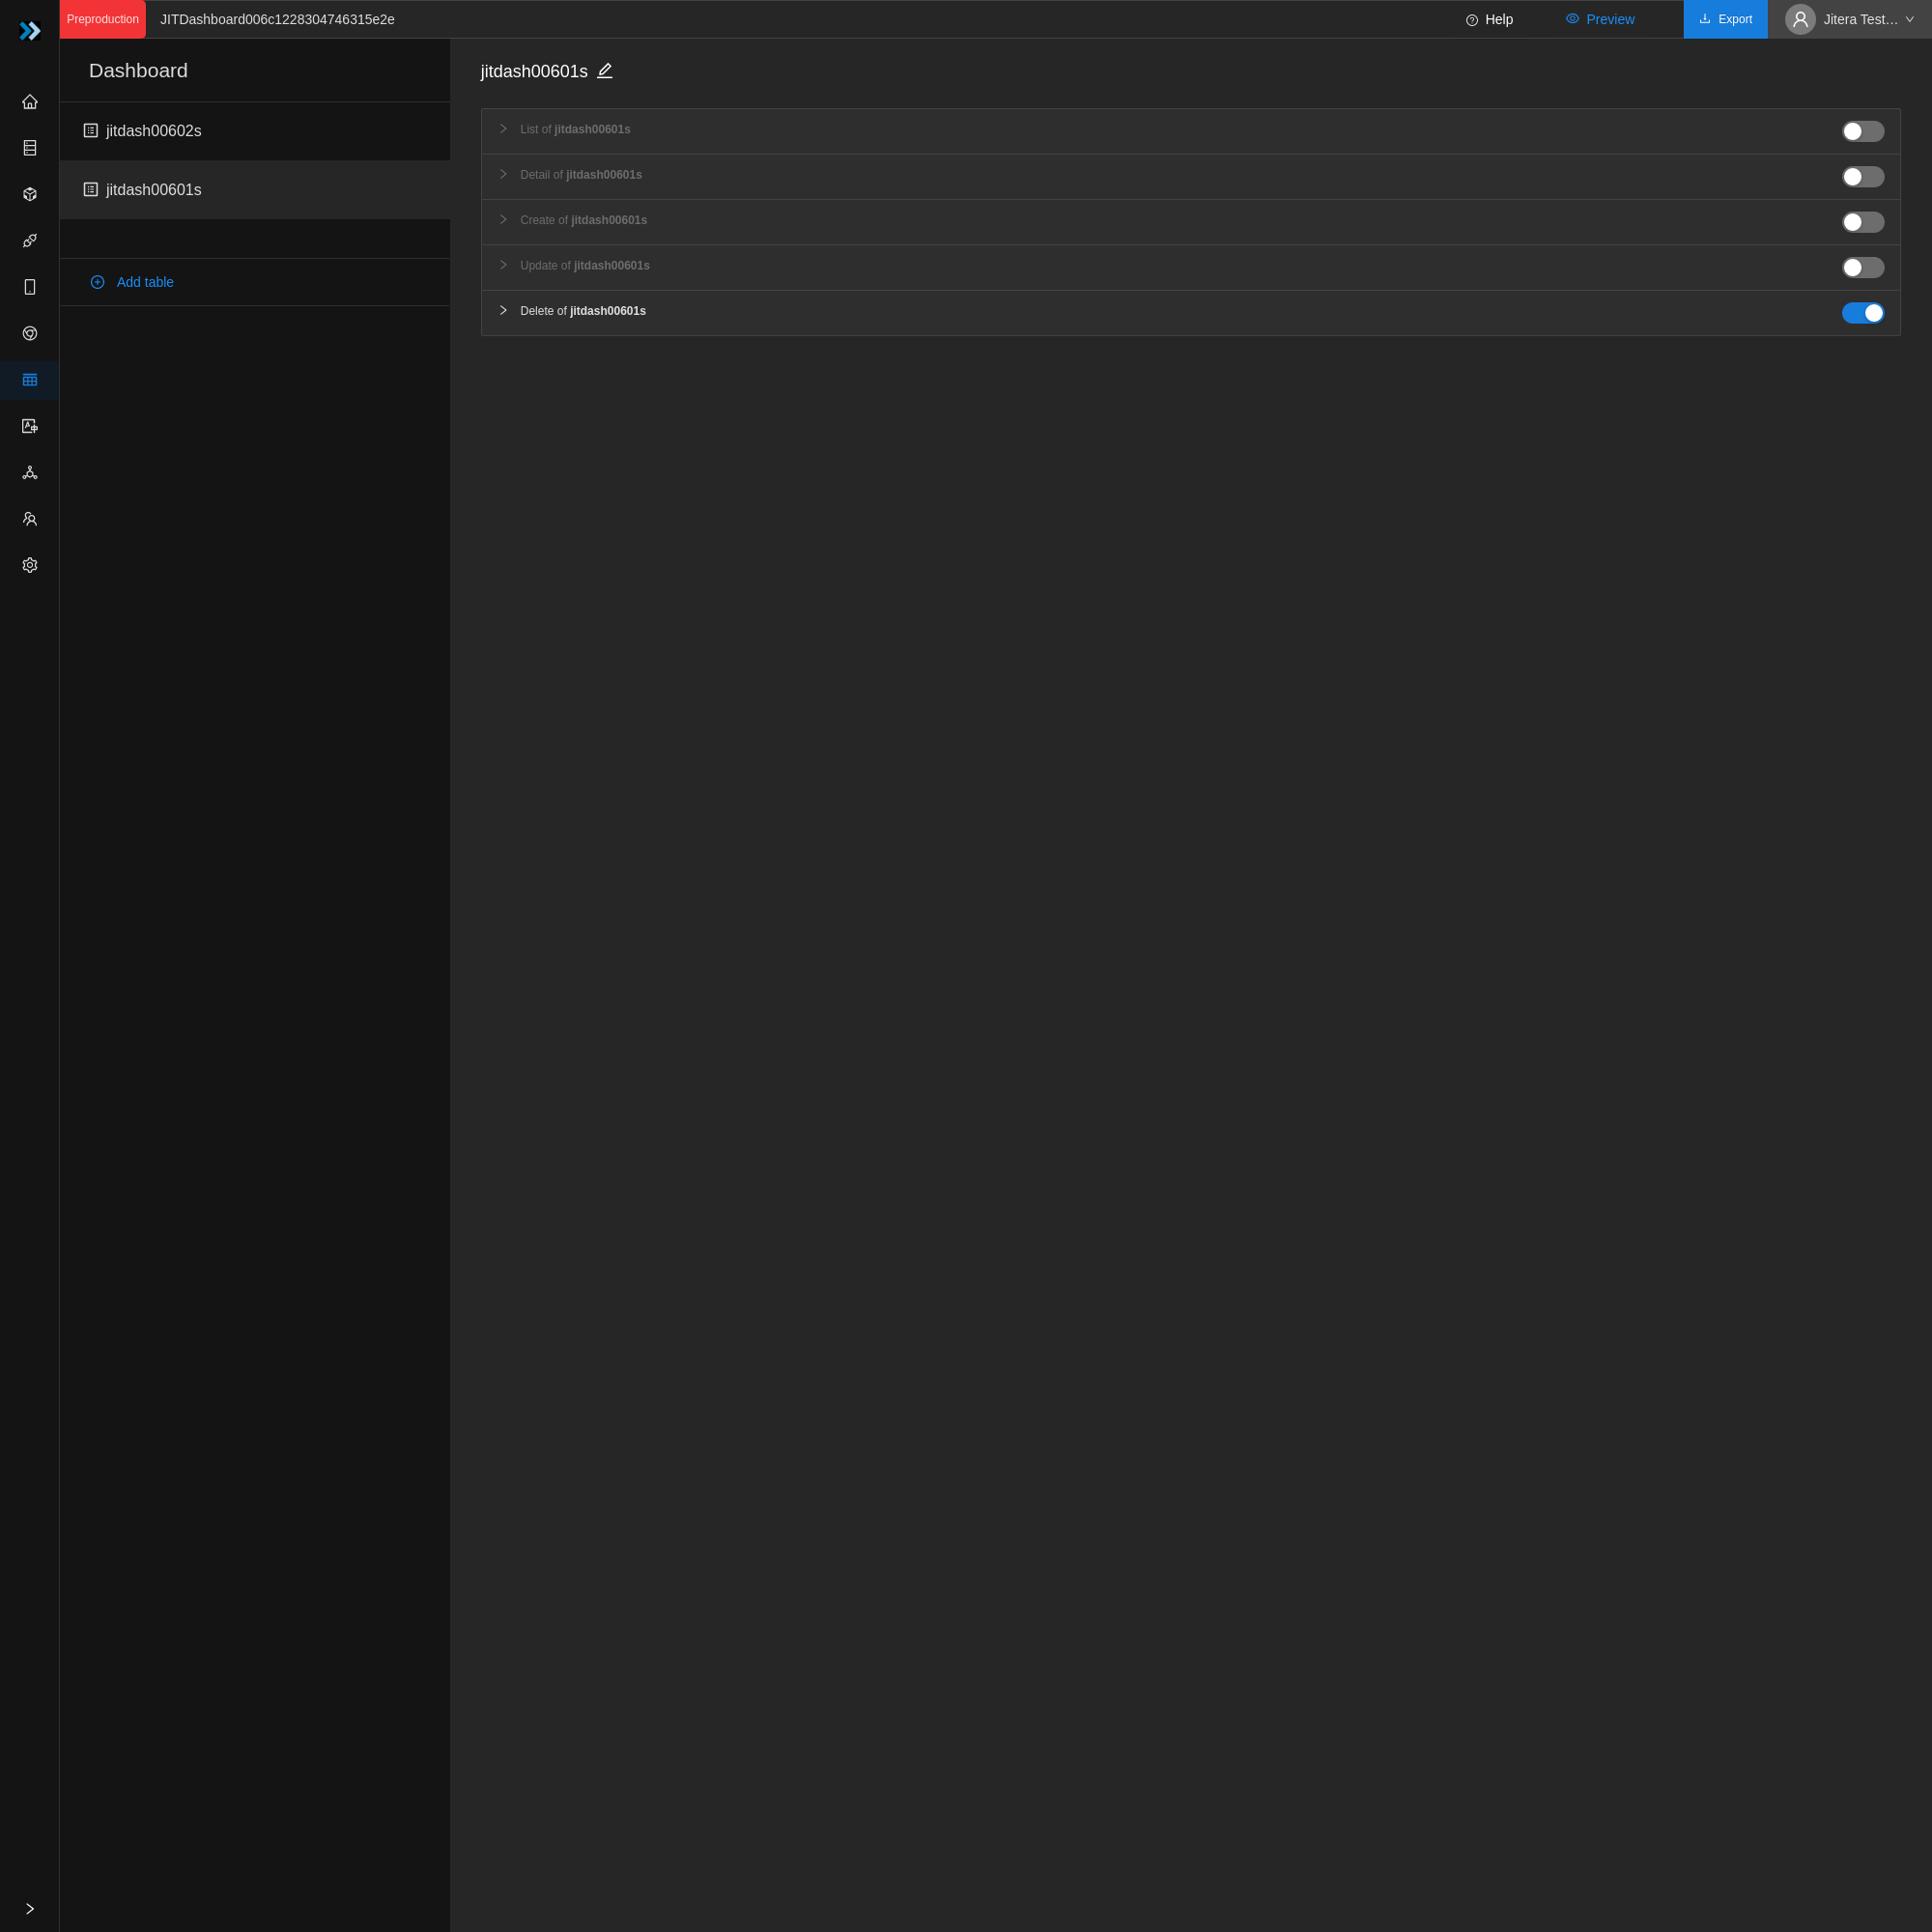 Preproduction
JITDashboard006c1228304746315e2e
Help
Preview
Export
Jitera Test…
Dashboard
jitdash00602s
jitdash00601s
Add table
jitdash00601s
List of jitdash00601s
Detail of jitdash00601s
Create of jitdash00601s
Update of jitdash00601s
Delete of jitdash00601s